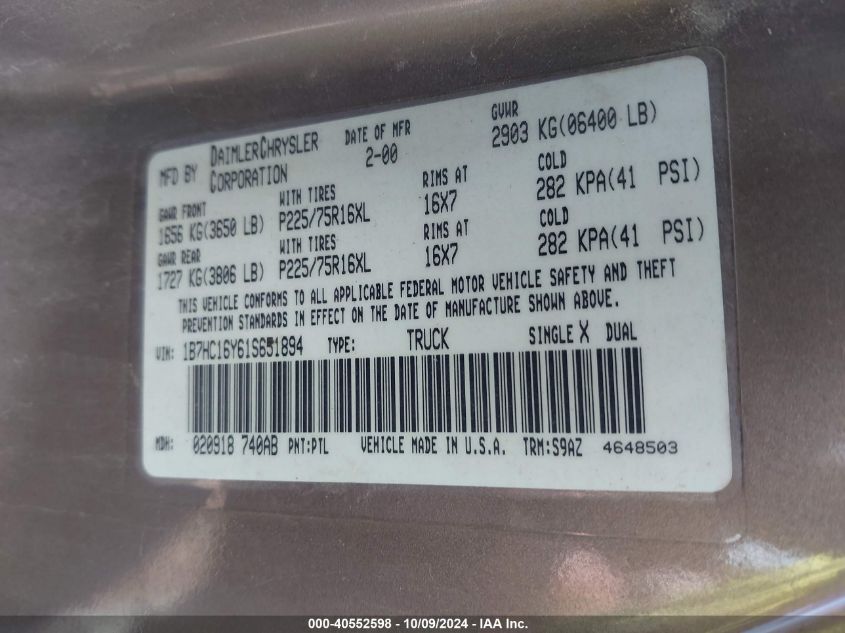 MFD BY DAIMLERCHRYSLER CORPORATION DATE OF MFR 2-00 GVWR 2903 KG(06400 LB)
GAWR FRONT WITH TIRES RIMS AT COLD
1656 KG(3650 LB) P225/75R16XL 16X7 282 KPA(41 PSI)
GAWR REAR WITH TIRES RIMS AT COLD
1727 KG(3806 LB) P225/75R16XL 16X7 282 KPA(41 PSI)
THIS VEHICLE CONFORMS TO ALL APPLICABLE FEDERAL MOTOR VEHICLE SAFETY AND THEFT
PREVENTION STANDARDS IN EFFECT ON THE DATE OF MANUFACTURE SHOWN ABOVE.
VIN: 1B7HC16Y61S651894 TYPE: TRUCK SINGLE X DUAL
MDH: 020918 740AB PNT:PTL VEHICLE MADE IN U.S.A. TRM:S9AZ 4648503
000-40552598 - 10/09/2024 - IAA Inc.